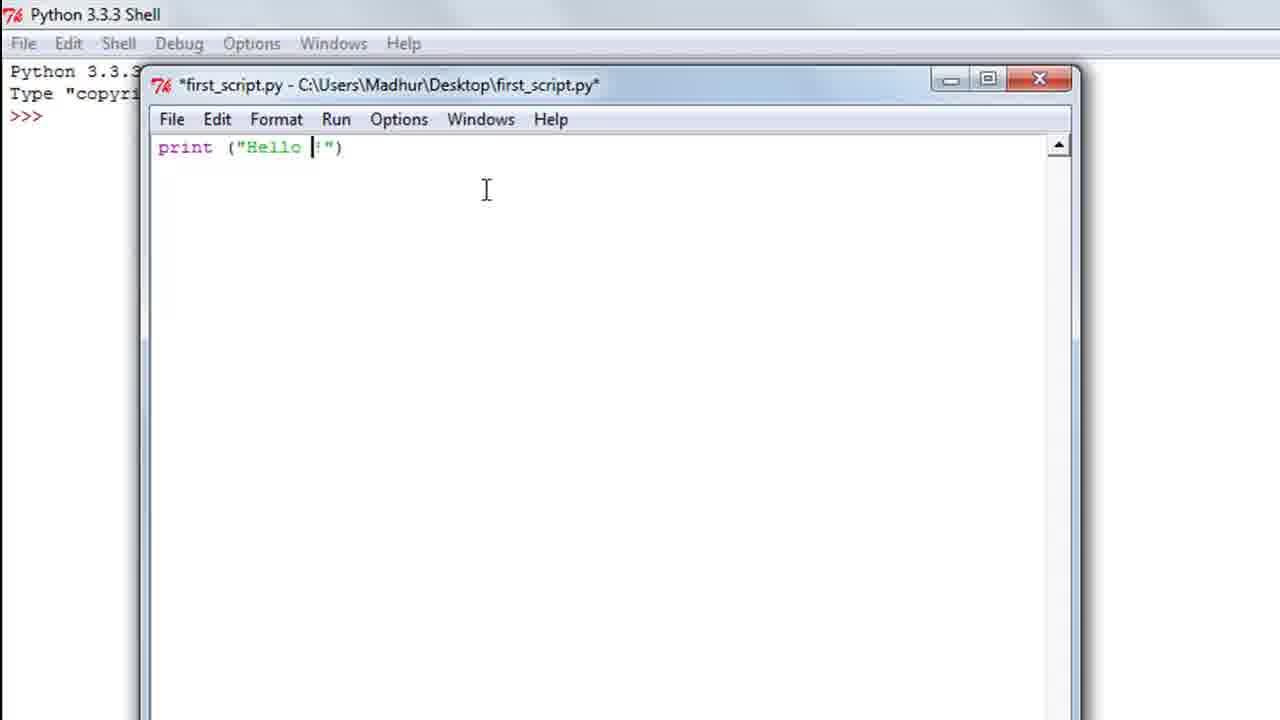 Python 3.3.3 Shell
File Edit Shell Debug Options Windows Help
Python 3.3.3
Type "copyri
>>>
*first_script.py - C:\Users\Madhur\Desktop\first_script.py*
File Edit Format Run Options Windows Help
print ("Hello !")